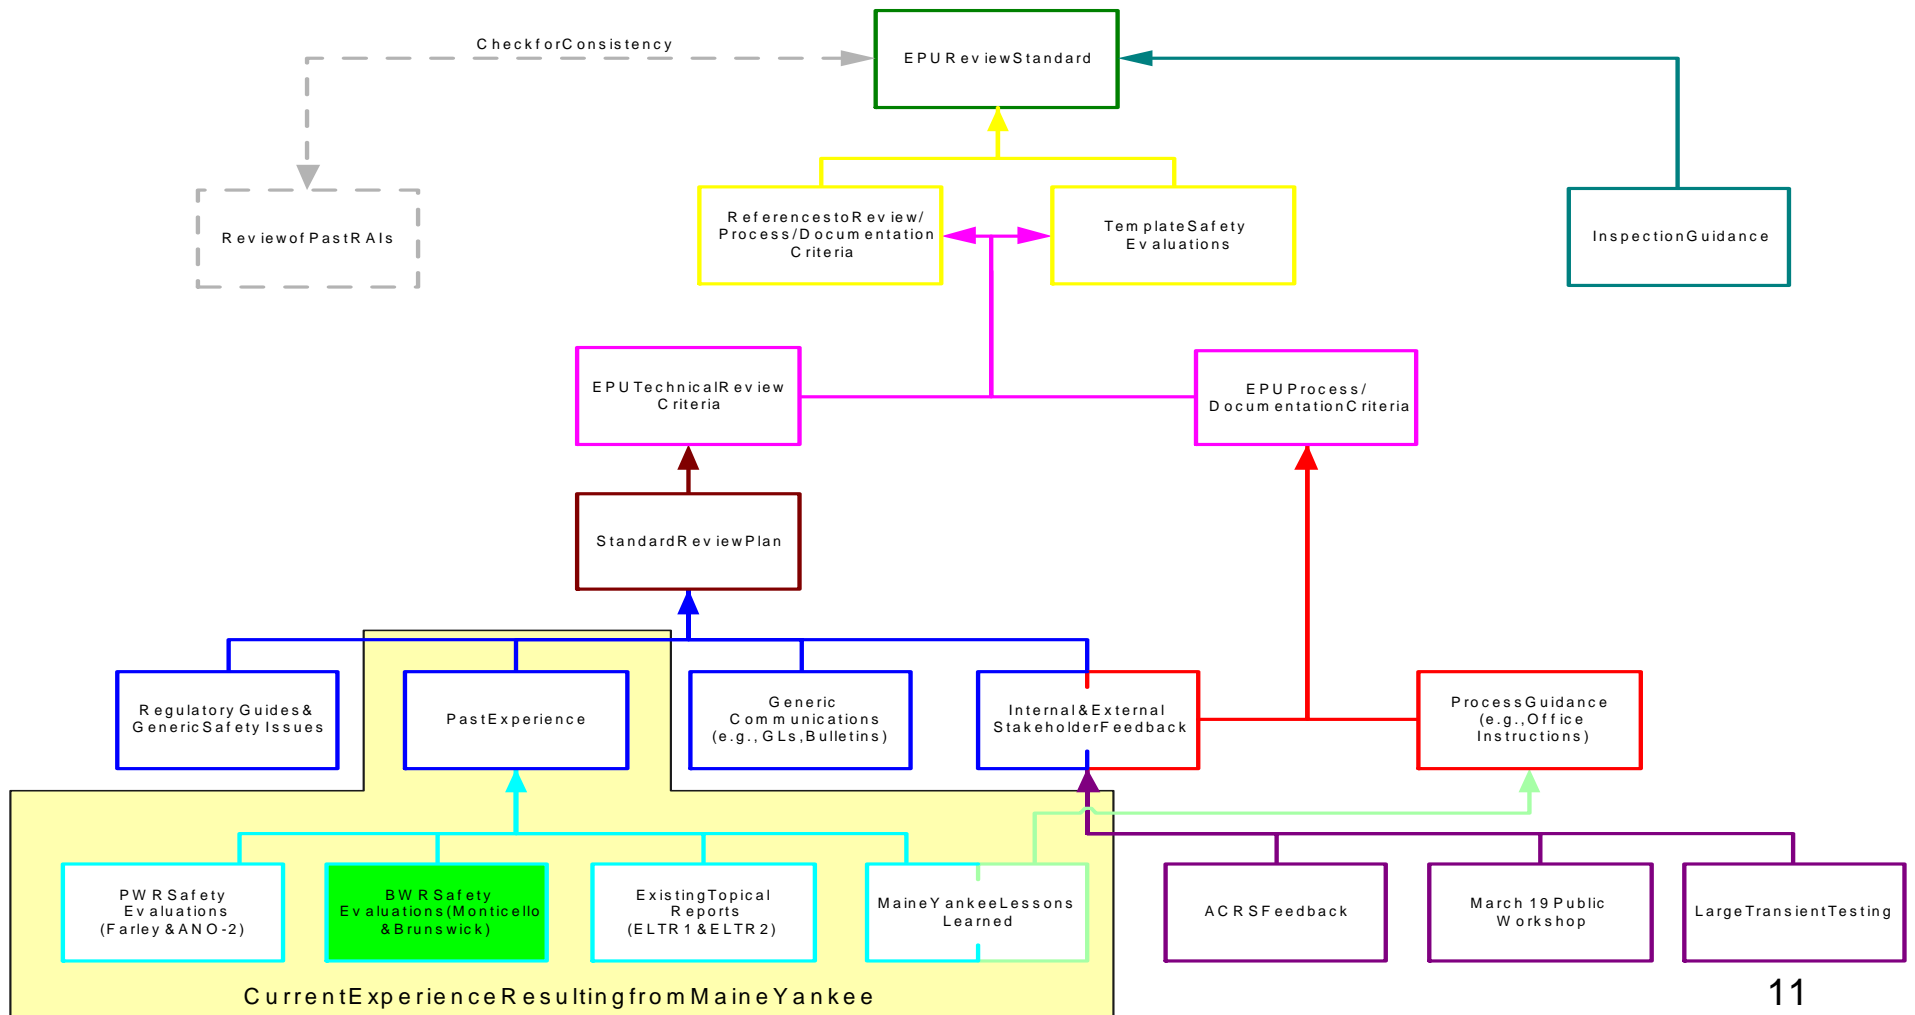 Check for Consistency
EPU Review Standard
Review of Past RAIs
References to Review/
Process/Documentation
Criteria
Template Safety
Evaluations
Inspection Guidance
EPU Technical Review
Criteria
EPU Process/
Documentation Criteria
Standard Review Plan
Regulatory Guides &
Generic Safety Issues
Past Experience
Generic
Communications
(e.g., GLs, Bulletins)
Internal & External
Stakeholder Feedback
Process Guidance
(e.g., Office
Instructions)
PWR Safety
Evaluations
(Farley & ANO-2)
BWR Safety
Evaluations (Monticello
& Brunswick)
Existing Topical
Reports
(ELTR1 & ELTR2)
Maine Yankee Lessons
Learned
ACRS Feedback
March 19 Public
Workshop
Large Transient Testing
Current Experience Resulting from Maine Yankee
11